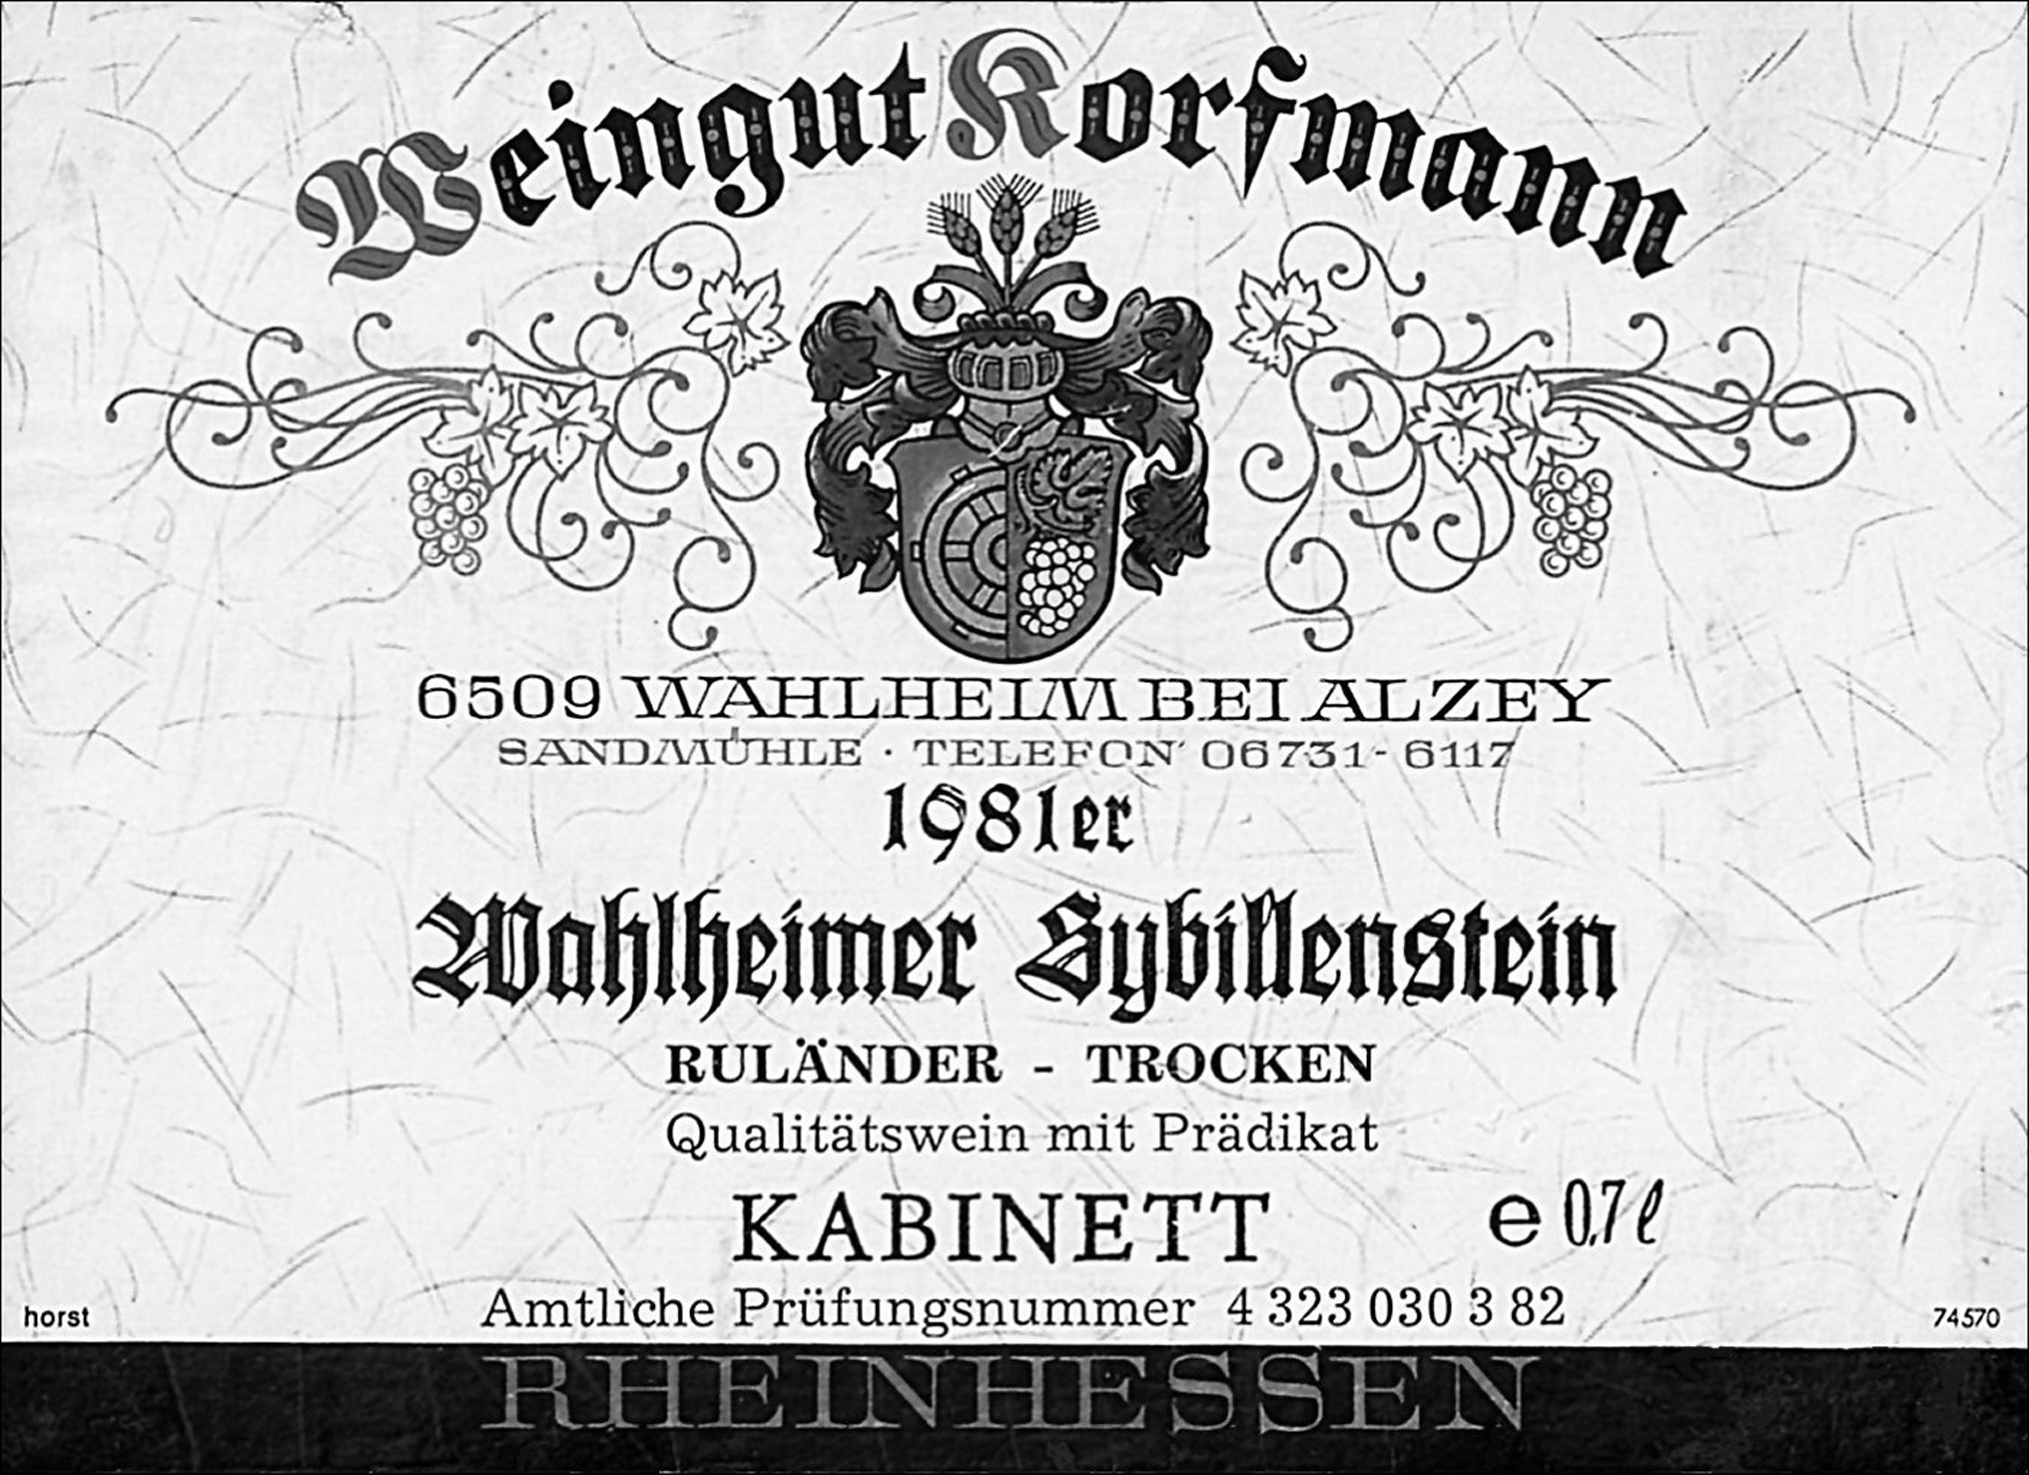 Weingut Korfmann
6509 WAHLHEIM BEI ALZEY
SANDMÜHLE · TELEFON 06731-6117
1981er
Wahlheimer Sybillenstein
RULÄNDER - TROCKEN
Qualitätswein mit Prädikat
KABINETT
e 0,7 ℓ
Amtliche Prüfungsnummer 4 323 030 3 82
horst
74570
RHEINHESSEN